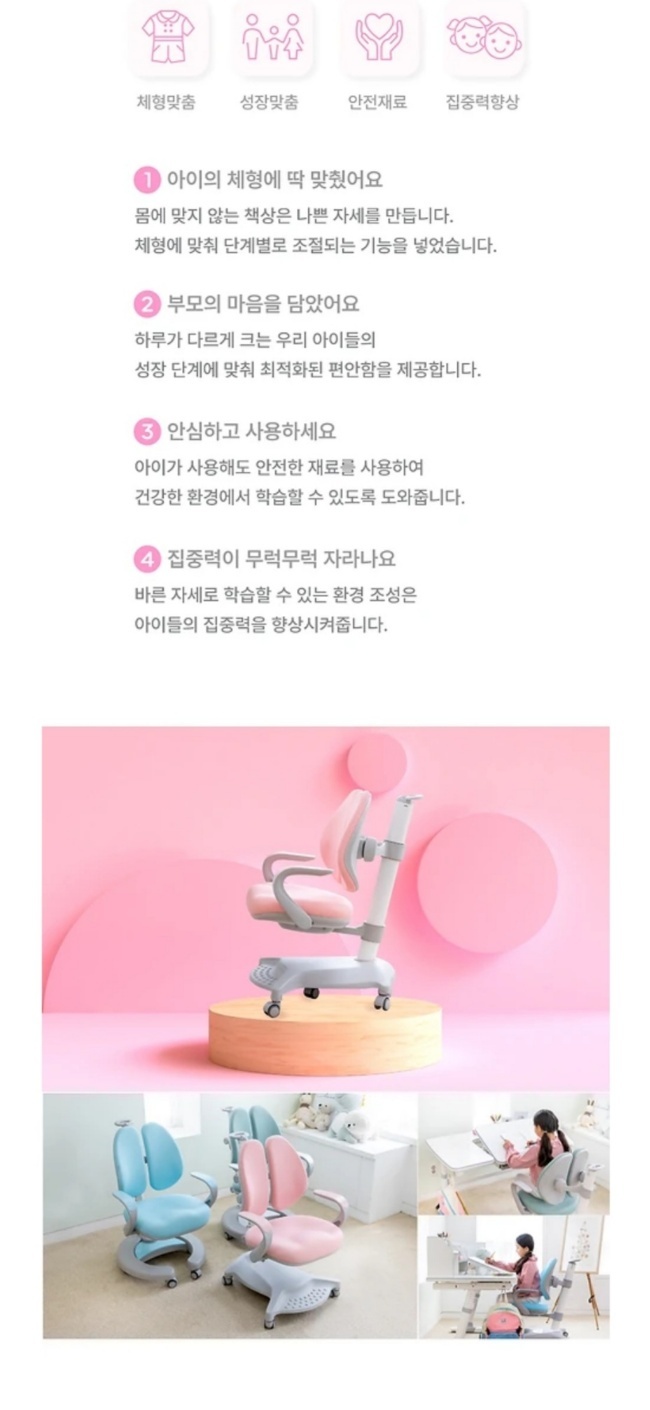 체형맞춤 성장맞춤 안전재료 집중력향상
1 아이의 체형에 딱 맞췄어요
몸에 맞지 않는 책상은 나쁜 자세를 만듭니다.
체형에 맞춰 단계별로 조절되는 기능을 넣었습니다.
2 부모의 마음을 담았어요
하루가 다르게 크는 우리 아이들의
성장 단계에 맞춰 최적화된 편안함을 제공합니다.
3 안심하고 사용하세요
아이가 사용해도 안전한 재료를 사용하여
건강한 환경에서 학습할 수 있도록 도와줍니다.
4 집중력이 무럭무럭 자라나요
바른 자세로 학습할 수 있는 환경 조성은
아이들의 집중력을 향상시켜줍니다.